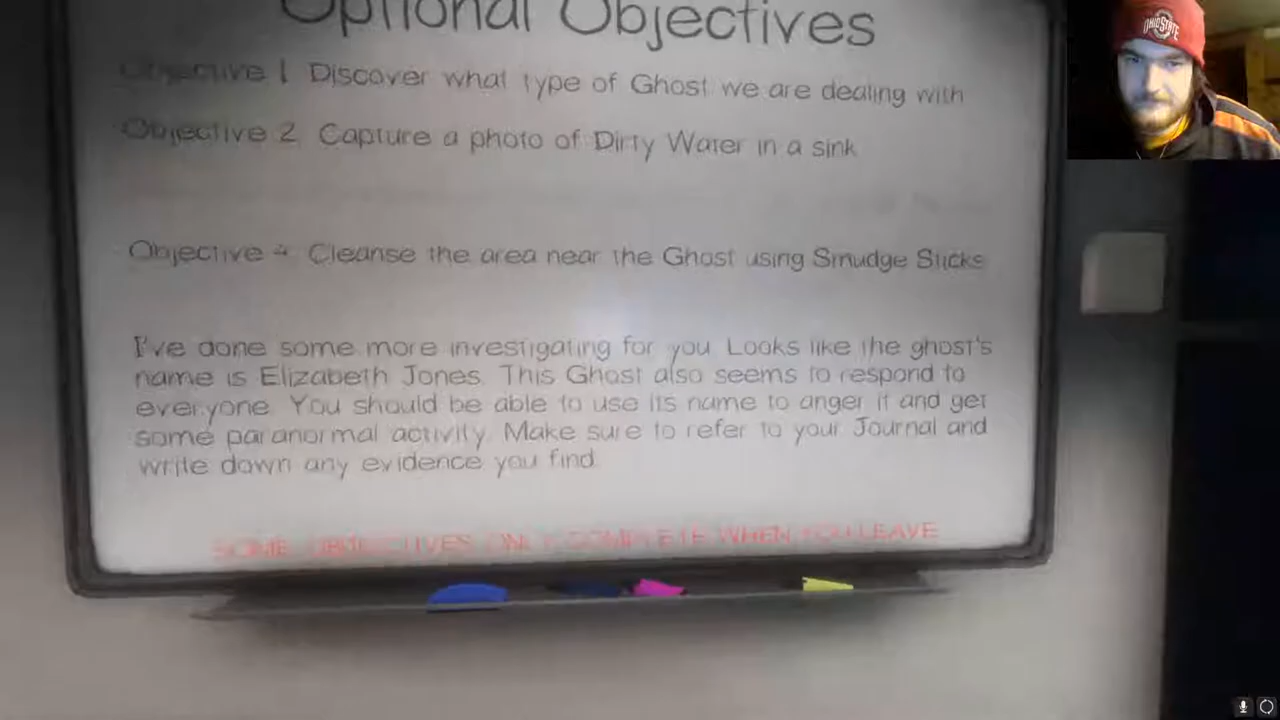 Optional Objectives
Objective 1 Discover what type of Ghost we are dealing with
Objective 2 Capture a photo of Dirty Water in a sink
Objective 4 Cleanse the area near the Ghost using Smudge Sticks
I've done some more investigating for you. Looks like the ghost's
name is Elizabeth Jones. This Ghost also seems to respond to
everyone. You should be able to use its name to anger it and get
some paranormal activity. Make sure to refer to your Journal and
write down any evidence you find.
SOME OBJECTIVES ONLY COMPLETE WHEN YOU LEAVE
OHIO STATE